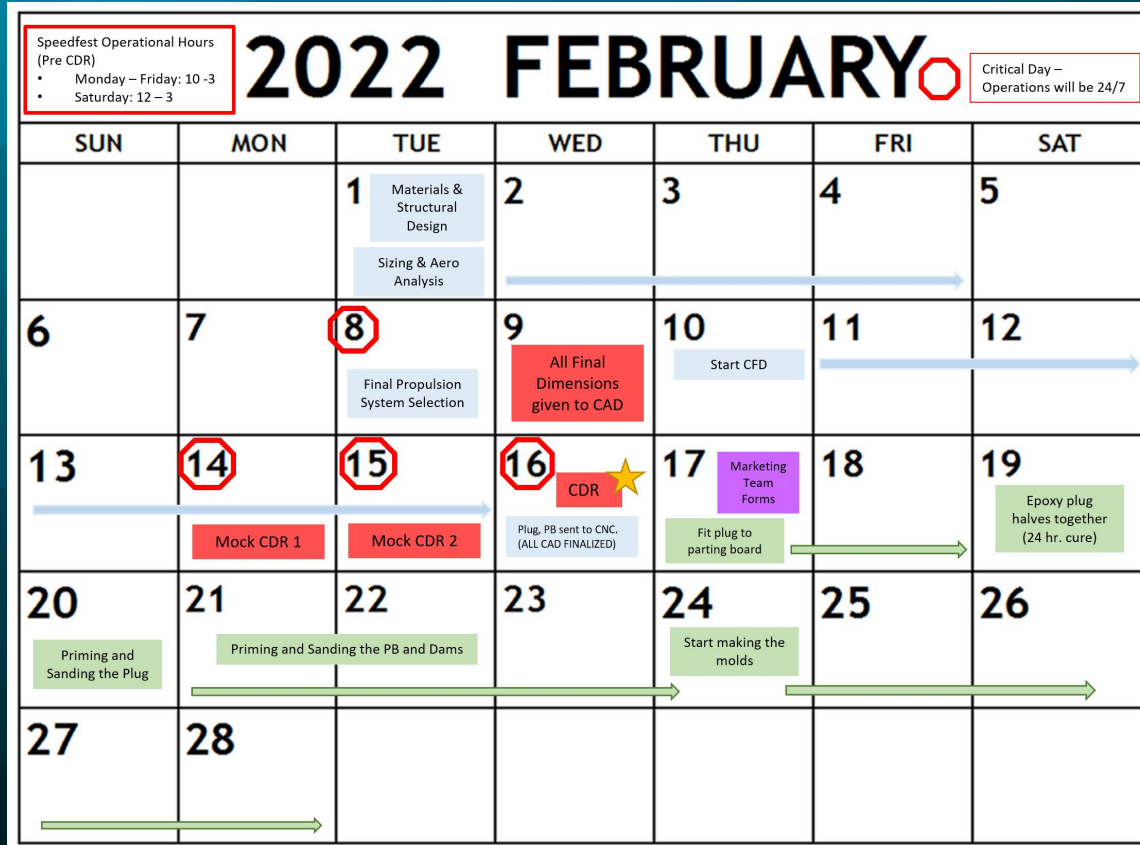 Speedfest Operational Hours
(Pre CDR)
• Monday – Friday: 10 -3
• Saturday: 12 – 3
2022 FEBRUARY
Critical Day –
Operations will be 24/7
SUN MON TUE WED THU FRI SAT
1 2 3 4 5
Materials &
Structural
Design
Sizing & Aero
Analysis
6 7 8 9 10 11 12
Final Propulsion
System Selection
All Final
Dimensions
given to CAD
Start CFD
13 14 15 16 17 18 19
Mock CDR 1
Mock CDR 2
CDR
Plug, PB sent to CNC.
(ALL CAD FINALIZED)
Marketing
Team
Forms
Fit plug to
parting board
Epoxy plug
halves together
(24 hr. cure)
20 21 22 23 24 25 26
Priming and
Sanding the Plug
Priming and Sanding the PB and Dams
Start making the
molds
27 28